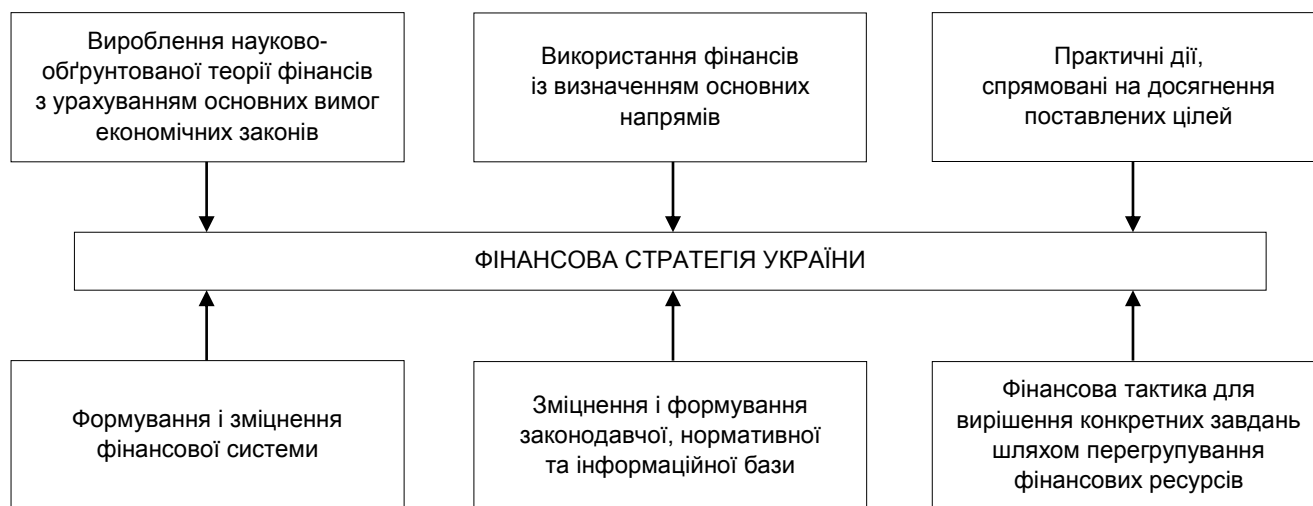 Вироблення науково-
обґрунтованої теорії фінансів
з урахуванням основних вимог
економічних законів
Використання фінансів
із визначенням основних
напрямів
Практичні дії,
спрямовані на досягнення
поставлених цілей
ФІНАНСОВА СТРАТЕГІЯ УКРАЇНИ
Формування і зміцнення
фінансової системи
Зміцнення і формування
законодавчої, нормативної
та інформаційної бази
Фінансова тактика для
вирішення конкретних завдань
шляхом перегрупування
фінансових ресурсів